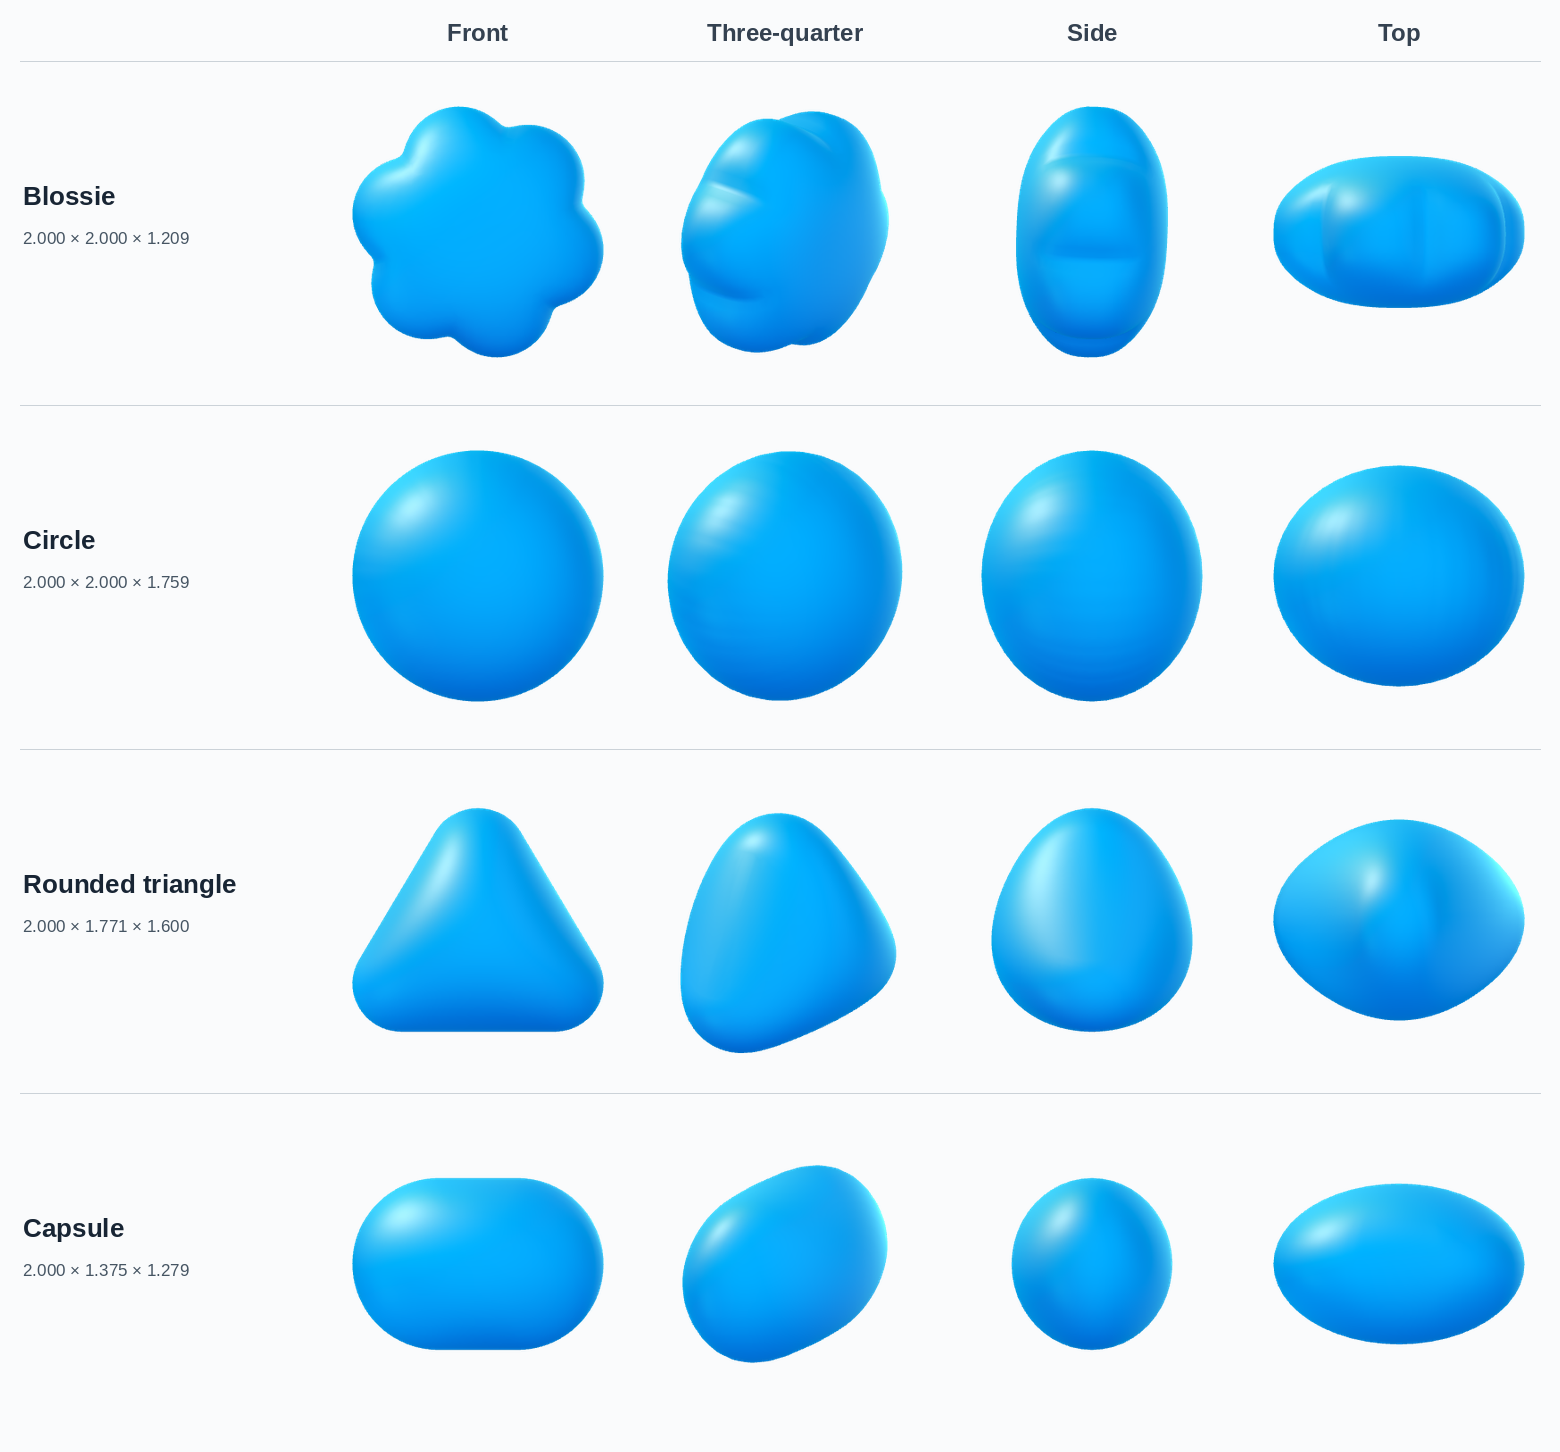 Front Three-quarter Side Top
Blossie
2.000 × 2.000 × 1.209
Circle
2.000 × 2.000 × 1.759
Rounded triangle
2.000 × 1.771 × 1.600
Capsule
2.000 × 1.375 × 1.279